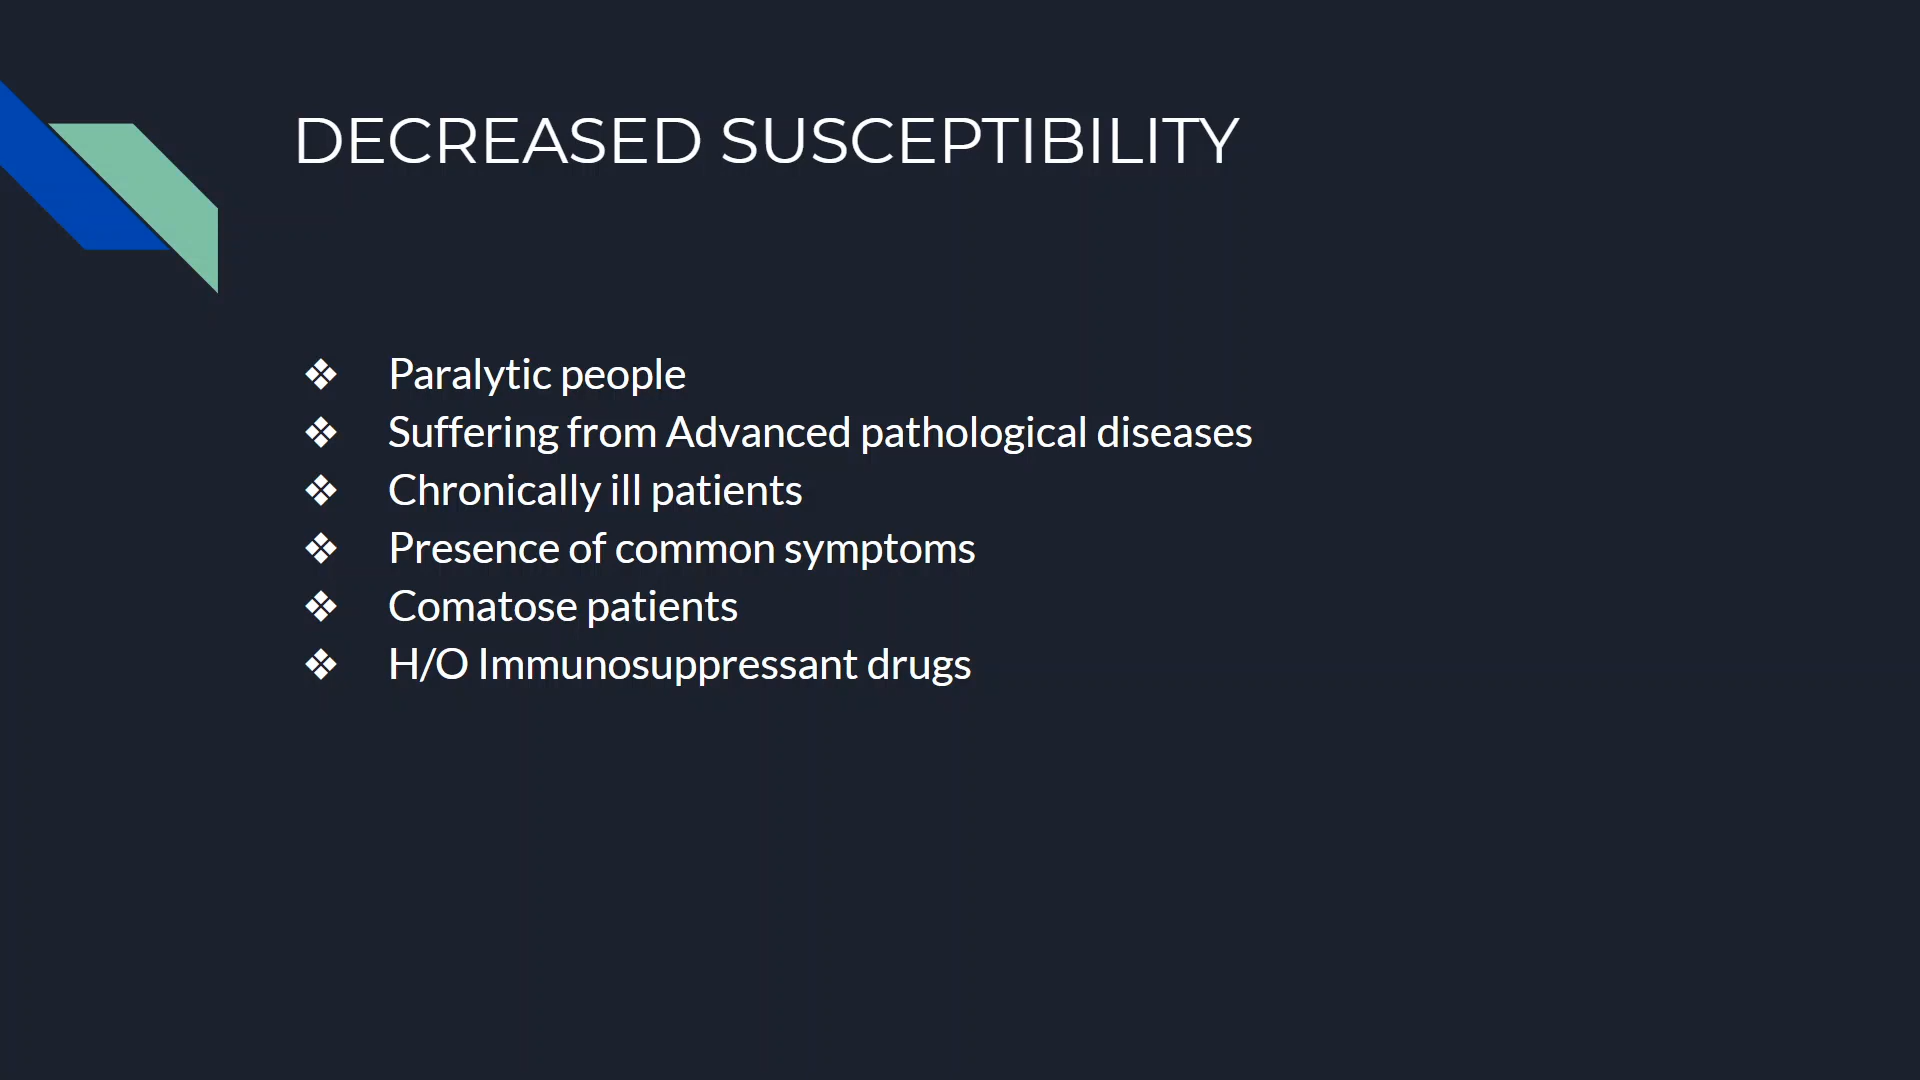 DECREASED SUSCEPTIBILITY
❖ Paralytic people
❖ Suffering from Advanced pathological diseases
❖ Chronically ill patients
❖ Presence of common symptoms
❖ Comatose patients
❖ H/O Immunosuppressant drugs